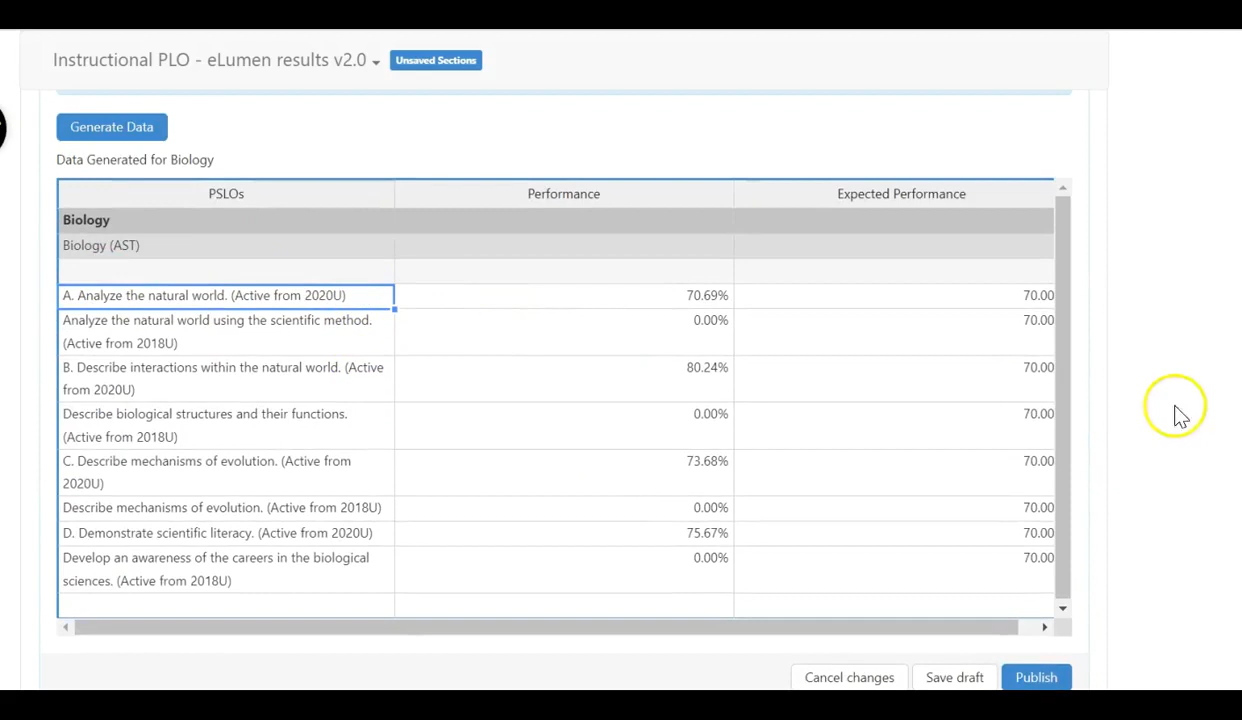 Instructional PLO - eLumen results v2.0
Unsaved Sections
Generate Data
Data Generated for Biology
PSLOs Performance Expected Performance
Biology
Biology (AST)
A. Analyze the natural world. (Active from 2020U) 70.69% 70.00
Analyze the natural world using the scientific method. 0.00% 70.00
(Active from 2018U)
B. Describe interactions within the natural world. (Active 80.24% 70.00
from 2020U)
Describe biological structures and their functions. 0.00% 70.00
(Active from 2018U)
C. Describe mechanisms of evolution. (Active from 73.68% 70.00
2020U)
Describe mechanisms of evolution. (Active from 2018U) 0.00% 70.00
D. Demonstrate scientific literacy. (Active from 2020U) 75.67% 70.00
Develop an awareness of the careers in the biological 0.00% 70.00
sciences. (Active from 2018U)
Cancel changes Save draft Publish